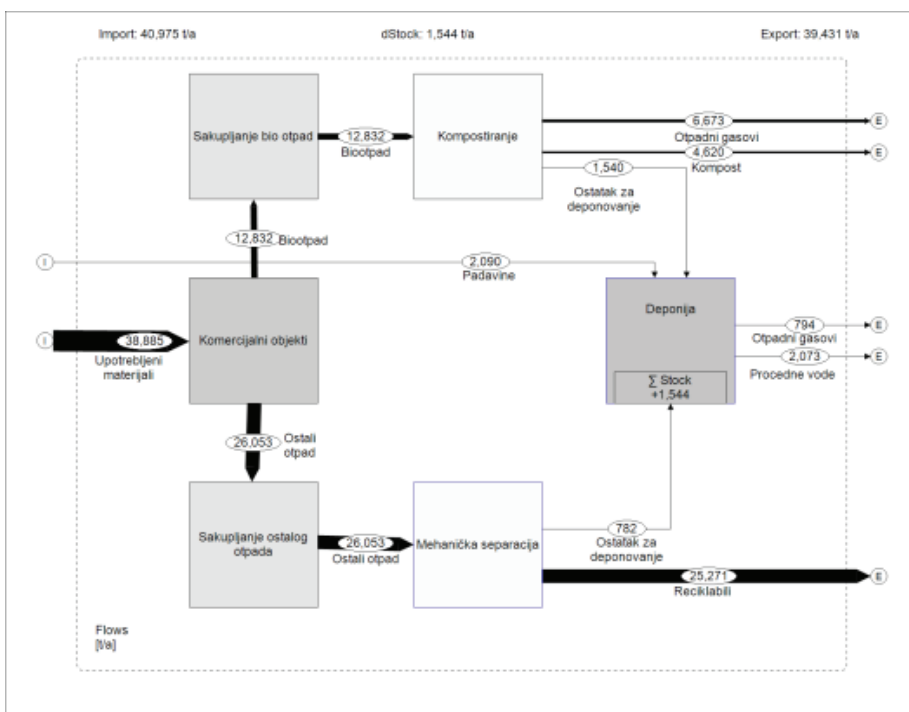 Import: 40,975 t/a
dStock: 1,544 t/a
Export: 39,431 t/a
Sakupljanje bio otpad
12,832
Biootpad
Kompostiranje
6,673
Otpadni gasovi
E
4,620
Kompost
E
1,540
Ostatak za
deponovanje
12,832
Biootpad
I
2,090
Padavine
I
38,885
Upotrebljeni
materijali
Komercijalni objekti
Deponija
∑ Stock
+1,544
794
Otpadni gasovi
E
2,073
Procedne vode
E
26,053
Ostali
otpad
Sakupljanje ostalog
otpada
26,053
Ostali otpad
Mehanička separacija
782
Ostatak za
deponovanje
25,271
Reciklabili
E
Flows
[t/a]